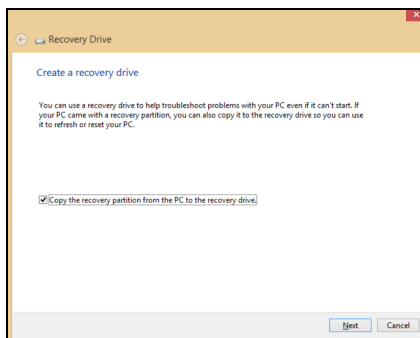 Recovery Drive
Create a recovery drive
You can use a recovery drive to help troubleshoot problems with your PC even if it can't start. If
your PC came with a recovery partition, you can also copy it to the recovery drive so you can use
it to refresh or reset your PC.
Copy the recovery partition from the PC to the recovery drive.
Next Cancel